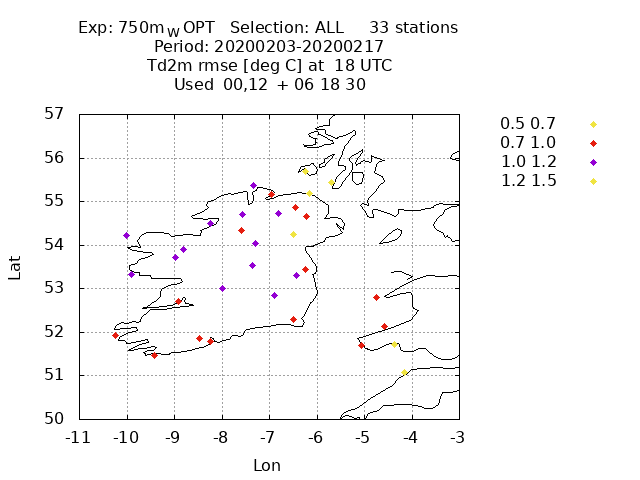 Exp: 750m_W OPT   Selection: ALL     33 stations
Period: 20200203-20200217
Td2m rmse [deg C] at  18 UTC
Used  00,12  + 06 18 30
57
56
55
54
53
52
51
50
-11 -10 -9 -8 -7 -6 -5 -4 -3
Lat
Lon
0.5 0.7
0.7 1.0
1.0 1.2
1.2 1.5